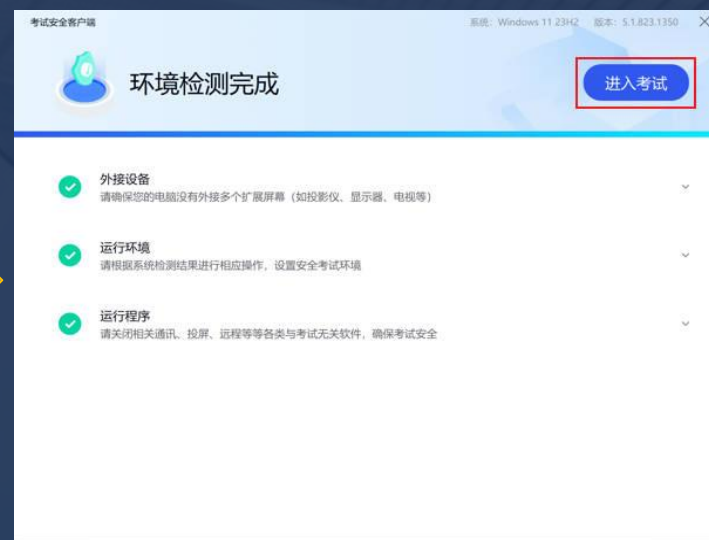 考试安全客户端
系统：Windows 11 23H2 版本：5.1.823.1350
环境检测完成
进入考试
外接设备
请确保您的电脑没有外接多个扩展屏幕（如投影仪、显示器、电视等）
运行环境
请根据系统检测结果进行相应操作，设置安全考试环境
运行程序
请关闭相关通讯、投屏、远程等等各类与考试无关软件，确保考试安全